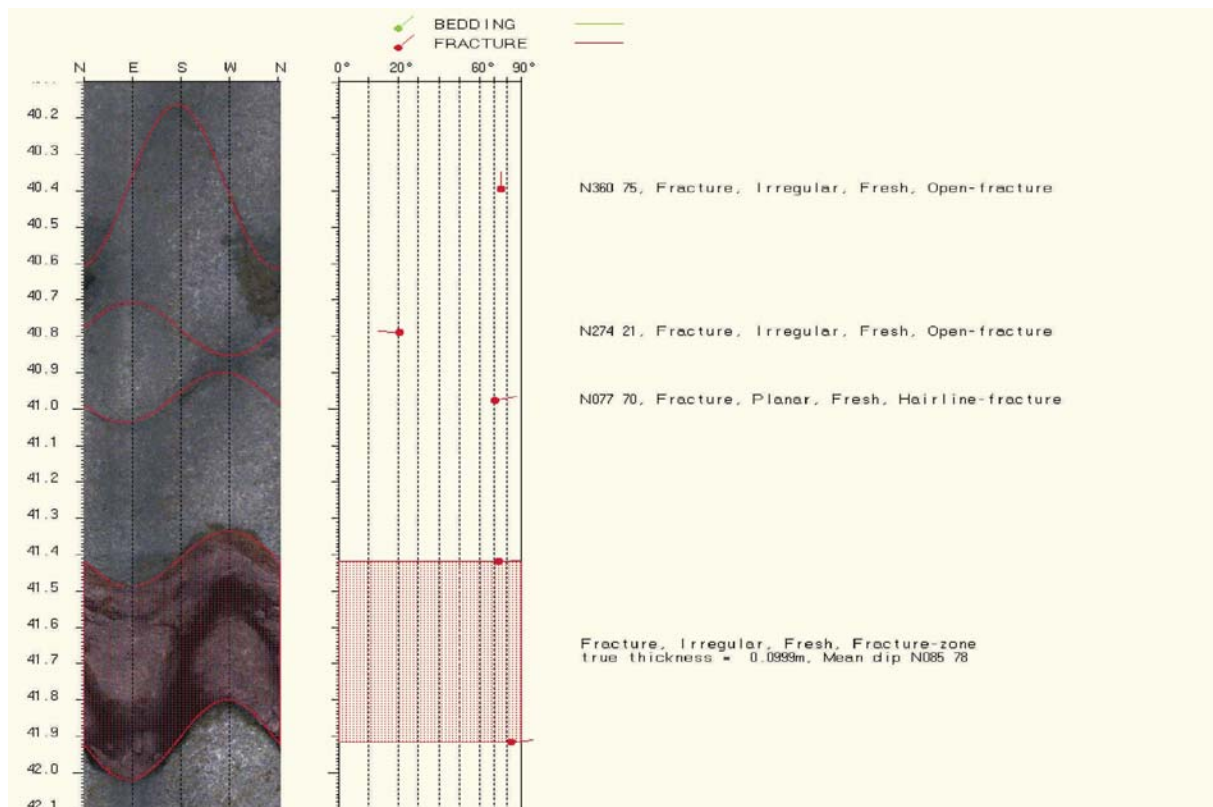 BEDDING
FRACTURE
N E S W N 0° 20° 60° 90°
40.2
40.3
40.4
N360 75, Fracture, Irregular, Fresh, Open-fracture
40.5
40.6
40.7
40.8
N274 21, Fracture, Irregular, Fresh, Open-fracture
40.9
41.0
N077 70, Fracture, Planar, Fresh, Hairline-fracture
41.1
41.2
41.3
41.4
41.5
41.6
Fracture, Irregular, Fresh, Fracture-zone
true thickness = 0.0999m, Mean dip N085 78
41.7
41.8
41.9
42.0
42.1